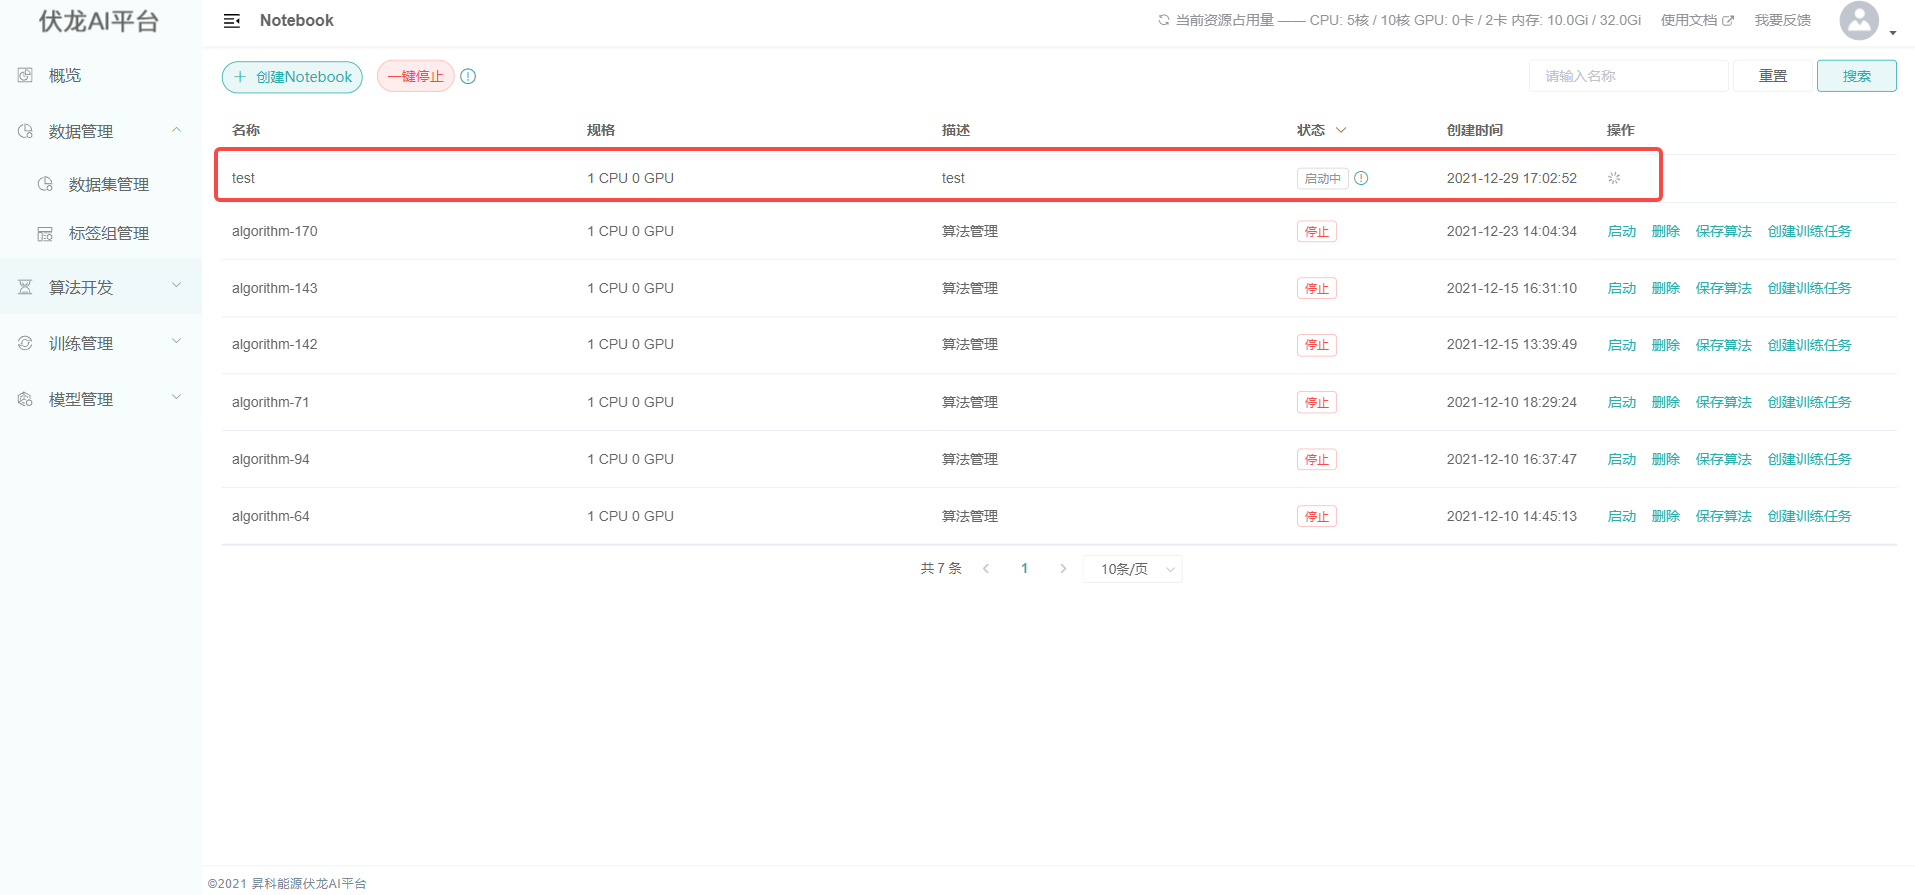 伏龙AI平台
Notebook
当前资源占用量 —— CPU: 5核 / 10核 GPU: 0卡 / 2卡 内存: 10.0Gi / 32.0Gi 使用文档 我要反馈
概览
数据管理
数据集管理
标签组管理
算法开发
训练管理
模型管理
创建Notebook 一键停止 请输入名称 重置 搜索
名称 规格 描述 状态 创建时间 操作
test 1 CPU 0 GPU test 启动中 2021-12-29 17:02:52
algorithm-170 1 CPU 0 GPU 算法管理 停止 2021-12-23 14:04:34 启动 删除 保存算法 创建训练任务
algorithm-143 1 CPU 0 GPU 算法管理 停止 2021-12-15 16:31:10 启动 删除 保存算法 创建训练任务
algorithm-142 1 CPU 0 GPU 算法管理 停止 2021-12-15 13:39:49 启动 删除 保存算法 创建训练任务
algorithm-71 1 CPU 0 GPU 算法管理 停止 2021-12-10 18:29:24 启动 删除 保存算法 创建训练任务
algorithm-94 1 CPU 0 GPU 算法管理 停止 2021-12-10 16:37:47 启动 删除 保存算法 创建训练任务
algorithm-64 1 CPU 0 GPU 算法管理 停止 2021-12-10 14:45:13 启动 删除 保存算法 创建训练任务
共 7 条 1 10条/页
©2021 昇科能源伏龙AI平台